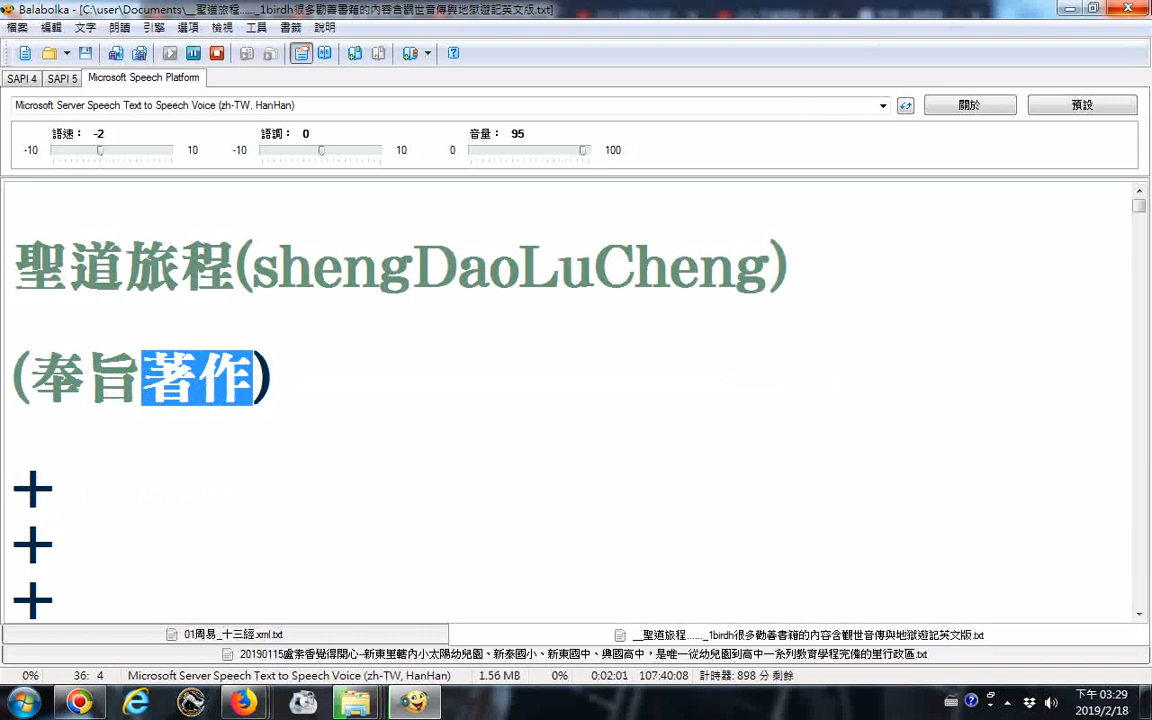 Balabolka - [C:\user\Documents\__聖道旅程......_1birdh很多勸善書籍的內容含觀世音傳與地獄遊記英文版.txt]
檔案 編輯 文字 朗讀 引擎 選項 檢視 工具 書籤 說明
SAPI 4 SAPI 5 Microsoft Speech Platform
Microsoft Server Speech Text to Speech Voice (zh-TW, HanHan) 關於 預設
語速： -2 語調： 0 音量： 95
-10 10 -10 10 0 100
聖道旅程(shengDaoLuCheng)
(奉旨著作)
+
+
+
01周易_十三經.xml.txt __聖道旅程......_1birdh很多勸善書籍的內容含觀世音傳與地獄遊記英文版.txt
20190115盧素香覺得開心--新東里轄內小太陽幼兒園、新泰國小、新東國中、興國高中，是唯一從幼兒園到高中一系列教育學程完備的里行政區.txt
0% 36: 4 Microsoft Server Speech Text to Speech Voice (zh-TW, HanHan) 1.56 MB 0% 0:02:01 107:40:08 計時器: 898 分 剩餘
下午 03:29
2019/2/18